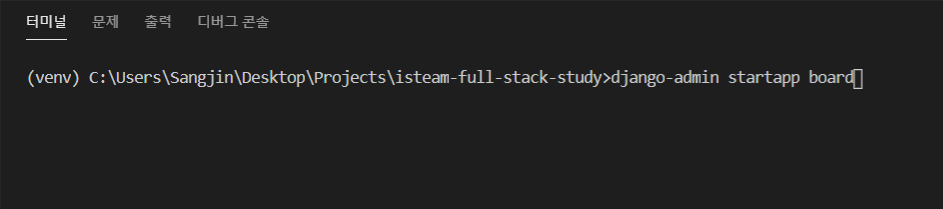 터미널 문제 출력 디버그 콘솔
(venv) C:\Users\Sangjin\Desktop\Projects\isteam-full-stack-study>django-admin startapp board